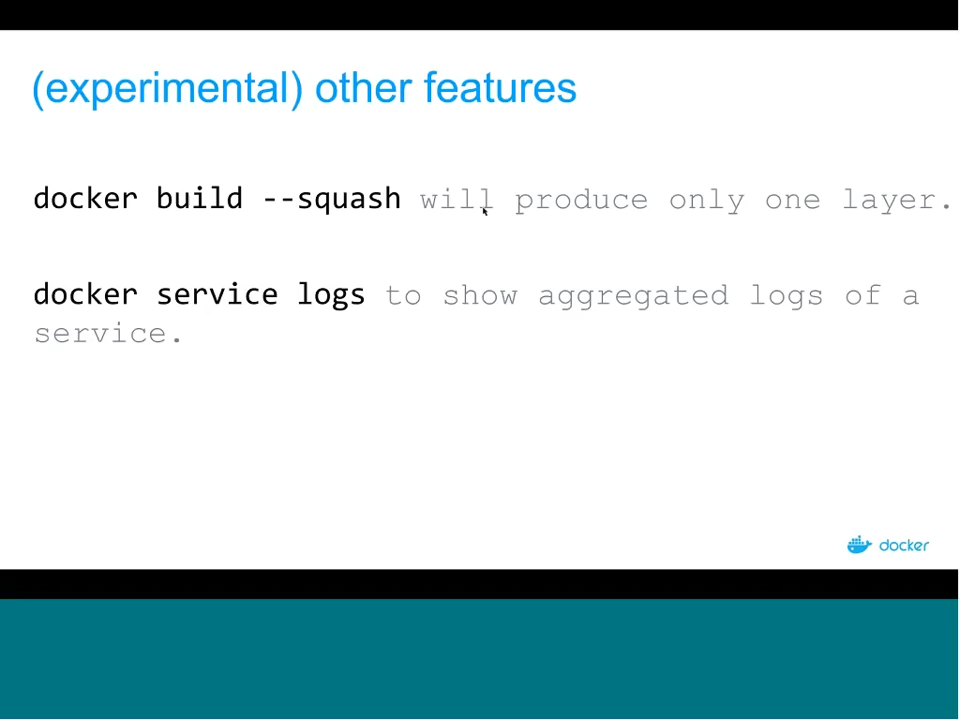 (experimental) other features
docker build --squash will produce only one layer.
docker service logs to show aggregated logs of a
service.
docker